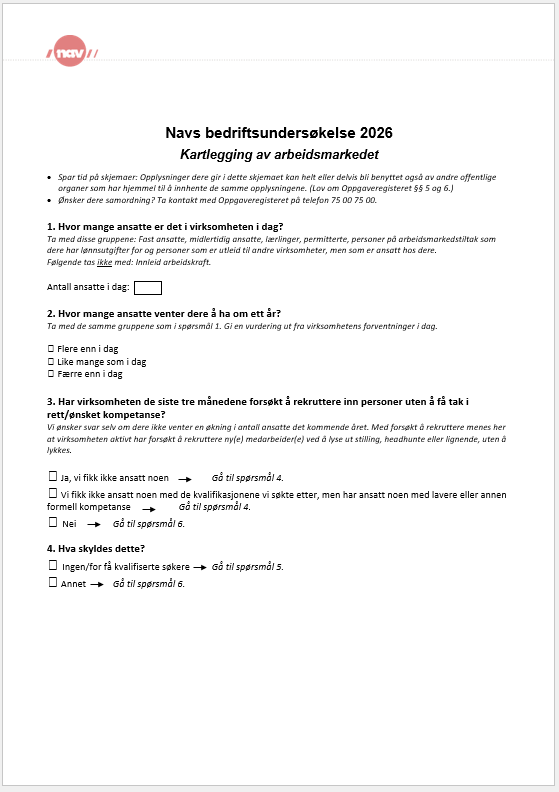 nav
Navs bedriftsundersøkelse 2026
Kartlegging av arbeidsmarkedet
• Spar tid på skjemaer: Opplysninger dere gir i dette skjemaet kan helt eller delvis bli benyttet også av andre offentlige
organer som har hjemmel til å innhente de samme opplysningene. (Lov om Oppgaveregisteret §§ 5 og 6.)
• Ønsker dere samordning? Ta kontakt med Oppgaveregisteret på telefon 75 00 75 00.
1. Hvor mange ansatte er det i virksomheten i dag?
Ta med disse gruppene: Fast ansatte, midlertidig ansatte, lærlinger, permitterte, personer på arbeidsmarkedstiltak som
dere har lønnsutgifter for og personer som er utleid til andre virksomheter, men som er ansatt hos dere.
Følgende tas ikke med: Innleid arbeidskraft.
Antall ansatte i dag:
2. Hvor mange ansatte venter dere å ha om ett år?
Ta med de samme gruppene som i spørsmål 1. Gi en vurdering ut fra virksomhetens forventninger i dag.
☐ Flere enn i dag
☐ Like mange som i dag
☐ Færre enn i dag
3. Har virksomheten de siste tre månedene forsøkt å rekruttere inn personer uten å få tak i
rett/ønsket kompetanse?
Vi ønsker svar selv om dere ikke venter en økning i antall ansatte det kommende året. Med forsøkt å rekruttere menes her
at virksomheten aktivt har forsøkt å rekruttere ny(e) medarbeider(e) ved å lyse ut stilling, headhunte eller lignende, uten å
lykkes.
☐ Ja, vi fikk ikke ansatt noen → Gå til spørsmål 4.
☐ Vi fikk ikke ansatt noen med de kvalifikasjonene vi søkte etter, men har ansatt noen med lavere eller annen
formell kompetanse → Gå til spørsmål 4.
☐ Nei → Gå til spørsmål 6.
4. Hva skyldes dette?
☐ Ingen/for få kvalifiserte søkere → Gå til spørsmål 5.
☐ Annet → Gå til spørsmål 6.